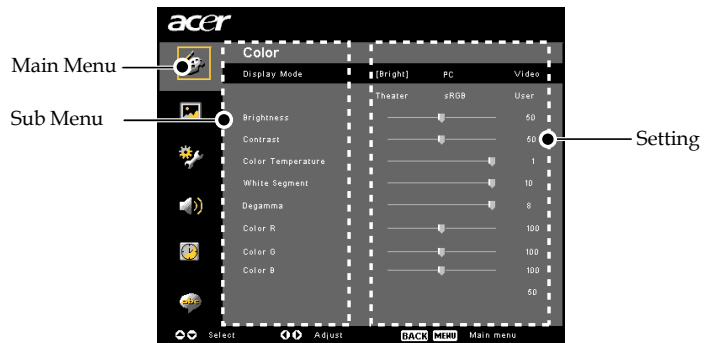 acer
Main Menu
Sub Menu
Setting
Color
Display Mode [Bright] PC Video
Theater sRGB User
Brightness 50
Contrast 50
Color Temperature 1
White Segment 10
Degamma 8
Color R 100
Color G 100
Color B 100
50
abc
Select Adjust BACK MENU Main menu